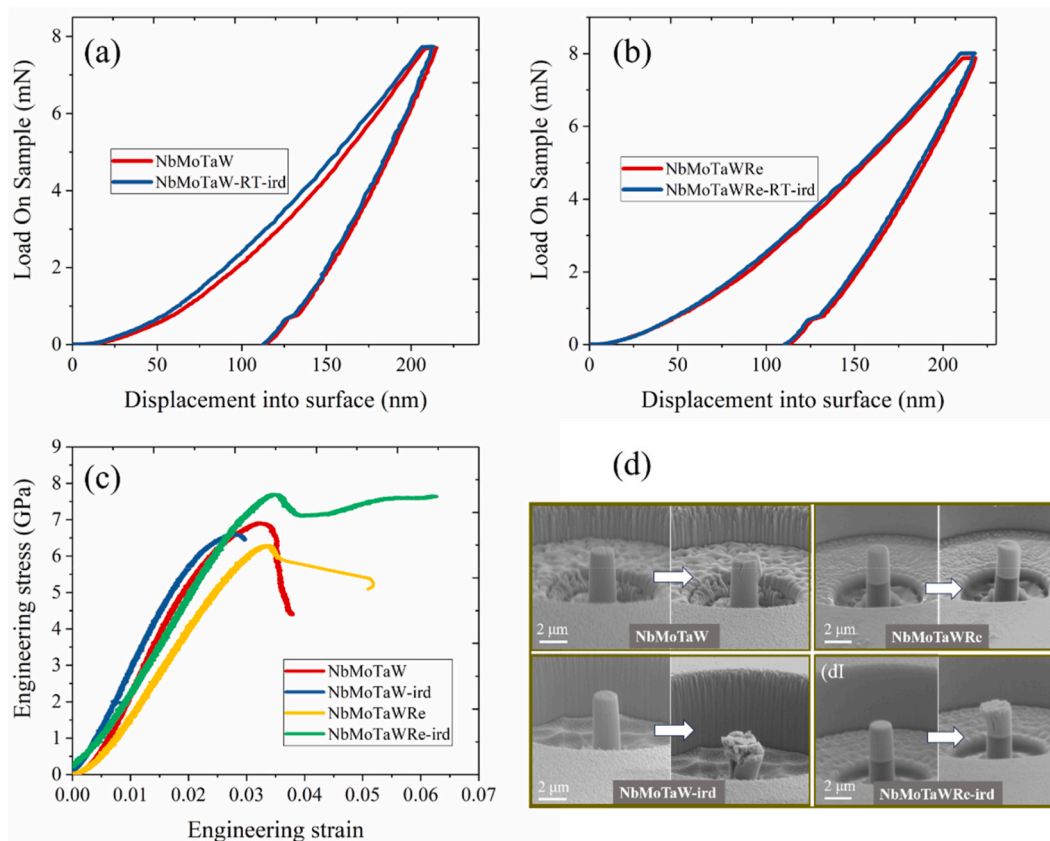 (a)
8
6
4
2
0
Load On Sample (mN)
NbMoTaW
NbMoTaW-RT-ird
0 50 100 150 200
Displacement into surface (nm)
(b)
8
6
4
2
0
Load On Sample (mN)
NbMoTaWRe
NbMoTaWRe-RT-ird
0 50 100 150 200
Displacement into surface (nm)
(c)
9
8
7
6
5
4
3
2
1
0
Engineering stress (GPa)
NbMoTaW
NbMoTaW-ird
NbMoTaWRe
NbMoTaWRe-ird
0.00 0.01 0.02 0.03 0.04 0.05 0.06 0.07
Engineering strain
(d)
2 μm
NbMoTaW
2 μm
NbMoTaWRe
2 μm
NbMoTaW-ird
(dI
2 μm
NbMoTaWRe-ird